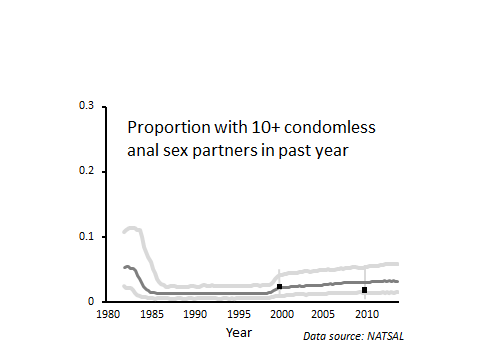 0.3
Proportion with 10+ condomless
anal sex partners in past year
0.2
0.1
0
1980 1985 1990 1995 2000 2005 2010
Year
Data source: NATSAL